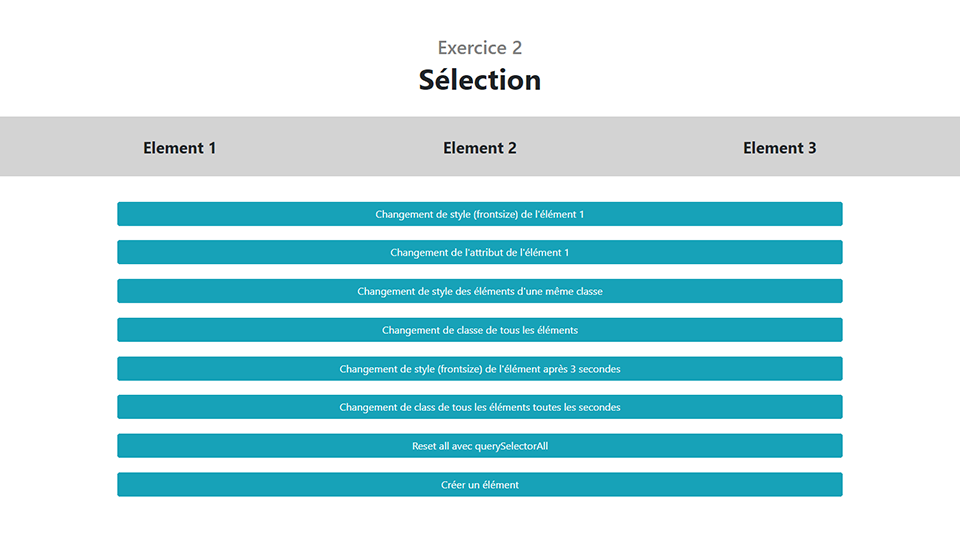 Exercice 2
Sélection
Element 1
Element 2
Element 3
Changement de style (frontsize) de l'élément 1
Changement de l'attribut de l'élément 1
Changement de style des éléments d'une même classe
Changement de classe de tous les éléments
Changement de style (frontsize) de l'élément après 3 secondes
Changement de class de tous les éléments toutes les secondes
Reset all avec querySelectorAll
Créer un élément